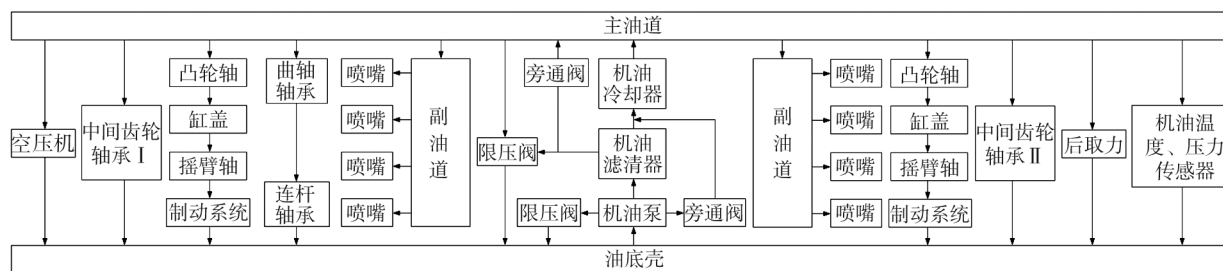 主油道
空压机
中间齿轮
轴承Ⅰ
凸轮轴
缸盖
摇臂轴
制动系统
曲轴
轴承
连杆
轴承
喷嘴
喷嘴
喷嘴
喷嘴
副
油
道
限压阀
旁通阀
机油
冷却器
机油
滤清器
限压阀
机油泵
旁通阀
副
油
道
喷嘴
喷嘴
喷嘴
喷嘴
凸轮轴
缸盖
摇臂轴
制动系统
中间齿轮
轴承Ⅱ
后取力
机油温
度、压力
传感器
油底壳